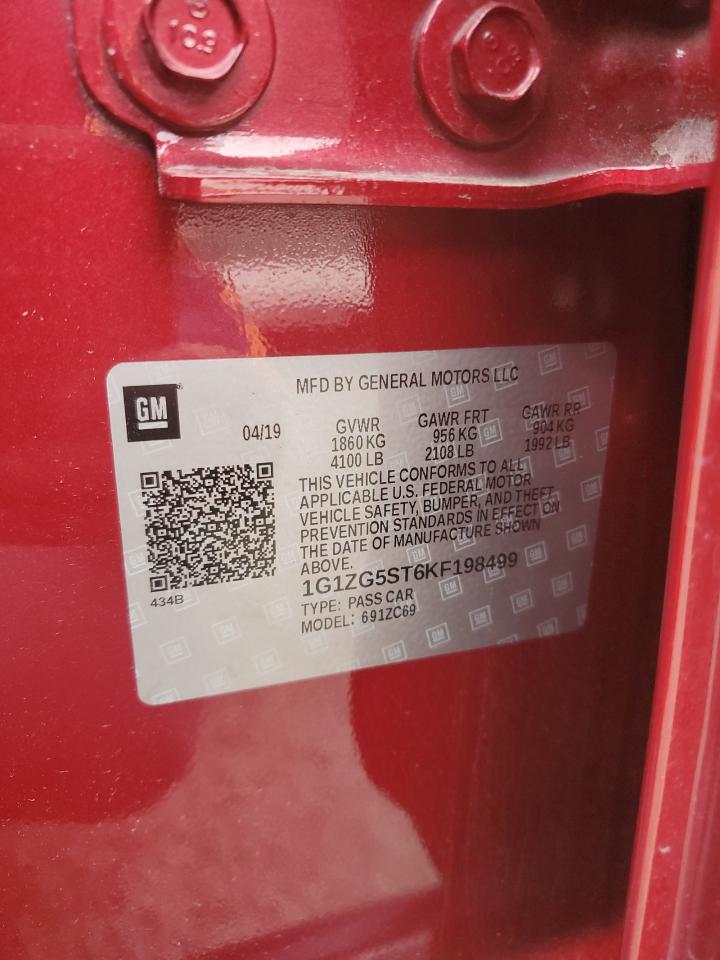 GM
MFD BY GENERAL MOTORS LLC
04/19
GVWR GAWR FRT GAWR RR
1860 KG 956 KG 904 KG
4100 LB 2108 LB 1992 LB
THIS VEHICLE CONFORMS TO ALL
APPLICABLE U.S. FEDERAL MOTOR
VEHICLE SAFETY, BUMPER, AND THEFT
PREVENTION STANDARDS IN EFFECT ON
THE DATE OF MANUFACTURE SHOWN
ABOVE.
1G1ZG5ST6KF198499
TYPE: PASS CAR
MODEL: 691ZC69
434B